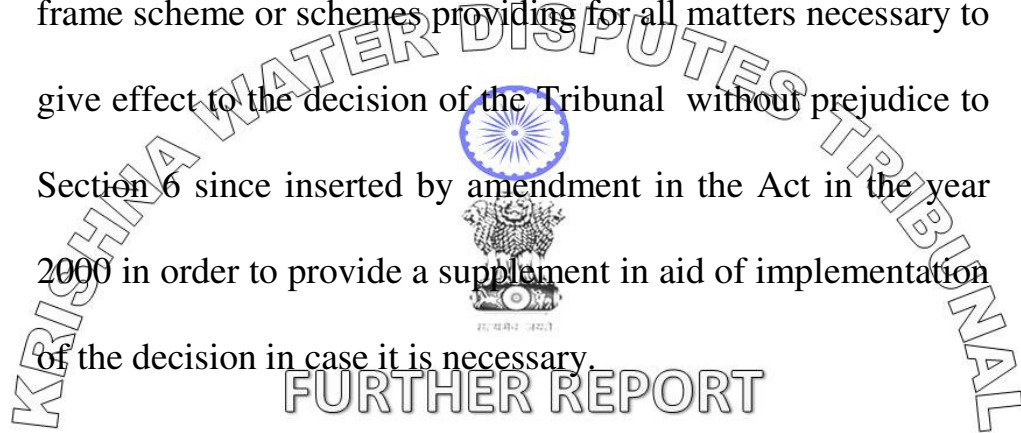 frame scheme or schemes providing for all matters necessary to
give effect to the decision of the Tribunal without prejudice to
Section 6 since inserted by amendment in the Act in the year
2000 in order to provide a supplement in aid of implementation
of the decision in case it is necessary.
KRISHNA WATER DISPUTES TRIBUNAL
सत्यमेव जयते
FURTHER REPORT